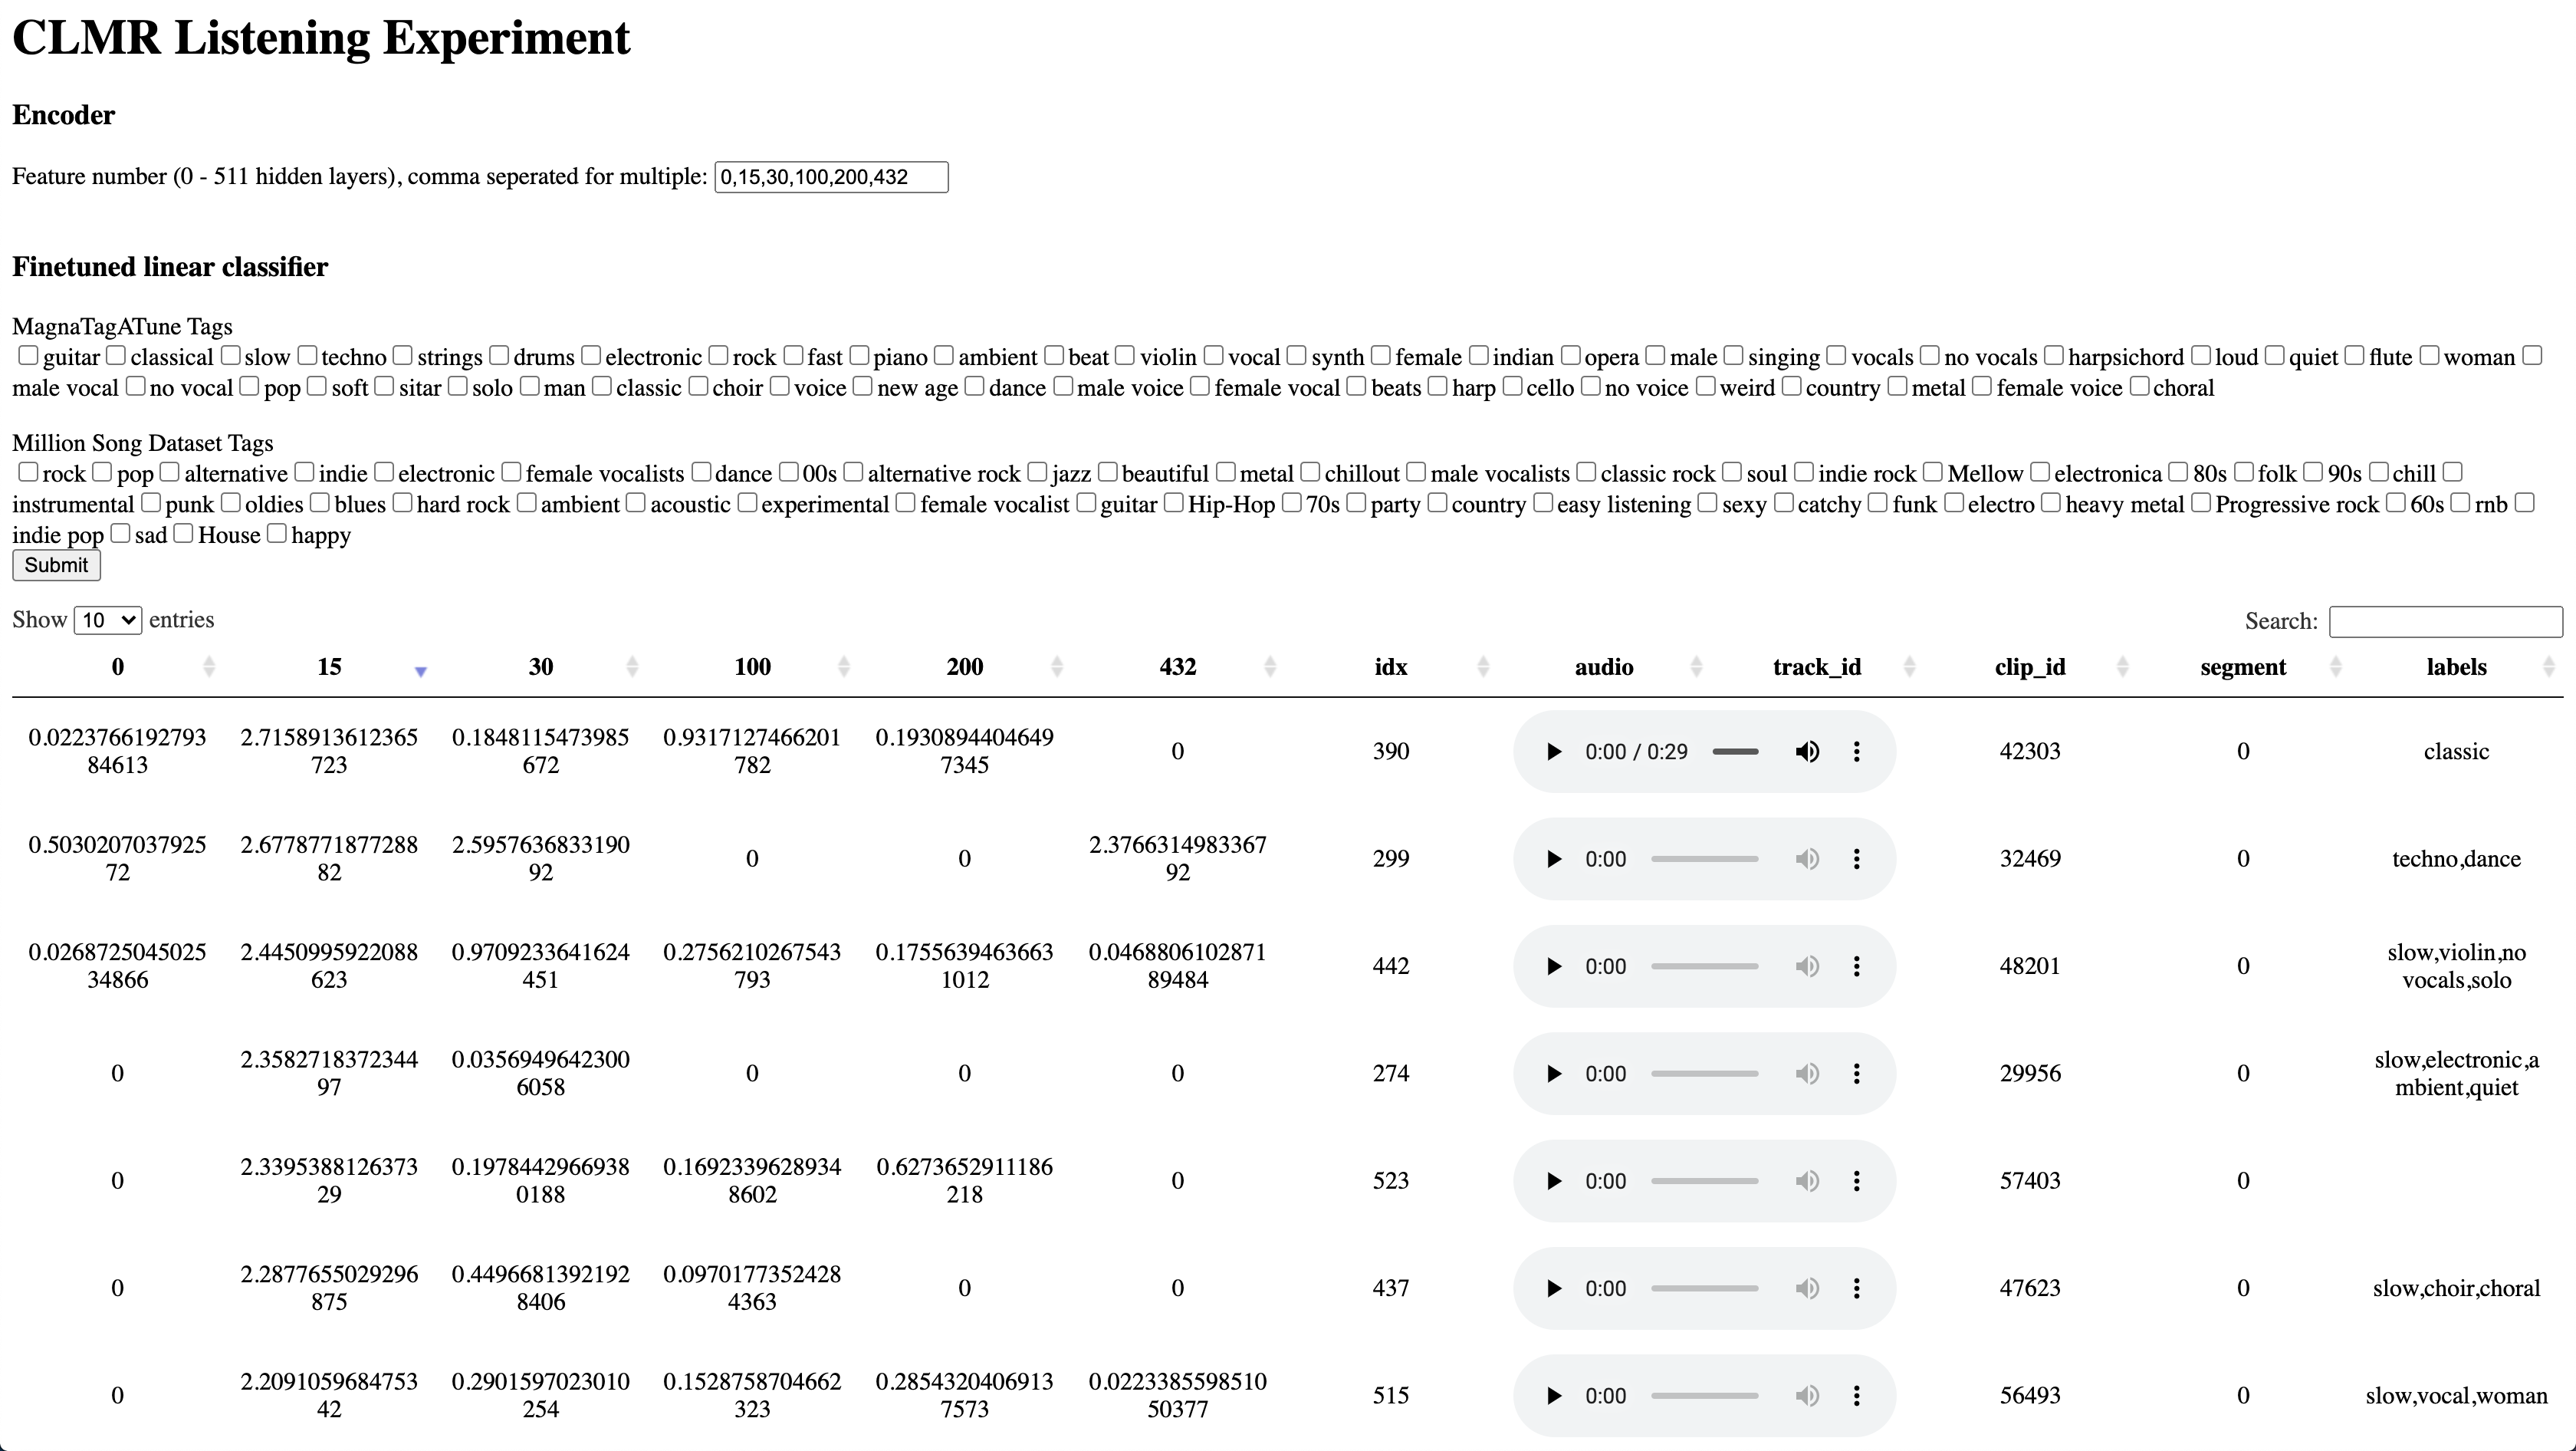 CLMR Listening Experiment
Encoder
Feature number (0 - 511 hidden layers), comma seperated for multiple: 0,15,30,100,200,432
Finetuned linear classifier
MagnaTagATune Tags
guitar classical slow techno strings drums electronic rock fast piano ambient beat violin vocal synth female indian opera male singing vocals no vocals harpsichord loud quiet flute woman
male vocal no vocal pop soft sitar solo man classic choir voice new age dance male voice female vocal beats harp cello no voice weird country metal female voice choral
Million Song Dataset Tags
rock pop alternative indie electronic female vocalists dance 00s alternative rock jazz beautiful metal chillout male vocalists classic rock soul indie rock Mellow electronica 80s folk 90s chill
instrumental punk oldies blues hard rock ambient acoustic experimental female vocalist guitar Hip-Hop 70s party country easy listening sexy catchy funk electro heavy metal Progressive rock 60s rnb
indie pop sad House happy
Submit
Show 10 entries Search:
0 15 30 100 200 432 idx audio track_id clip_id segment labels
0.0223766192793 2.7158913612365 0.1848115473985 0.9317127466201 0.1930894404649
0 390 0:00 / 0:29 42303 0 classic
84613 723 672 782 7345
0.5030207037925 2.6778771877288 2.5957636833190 2.3766314983367
0 0 299 0:00 32469 0 techno,dance
72 82 92 92
0.0268725045025 2.4450995922088 0.9709233641624 0.2756210267543 0.1755639463663 0.0468806102871 slow,violin,no
442 0:00 48201 0
34866 623 451 793 1012 89484 vocals,solo
2.3582718372344 0.0356949642300 slow,electronic,a
0 0 0 0 274 0:00 29956 0
97 6058 mbient,quiet
2.3395388126373 0.1978442966938 0.1692339628934 0.6273652911186
0 0 523 0:00 57403 0
29 0188 8602 218
2.2877655029296 0.4496681392192 0.0970177352428
0 0 0 437 0:00 47623 0 slow,choir,choral
875 8406 4363
2.2091059684753 0.2901597023010 0.1528758704662 0.2854320406913 0.0223385598510
0 515 0:00 56493 0 slow,vocal,woman
42 254 323 7573 50377